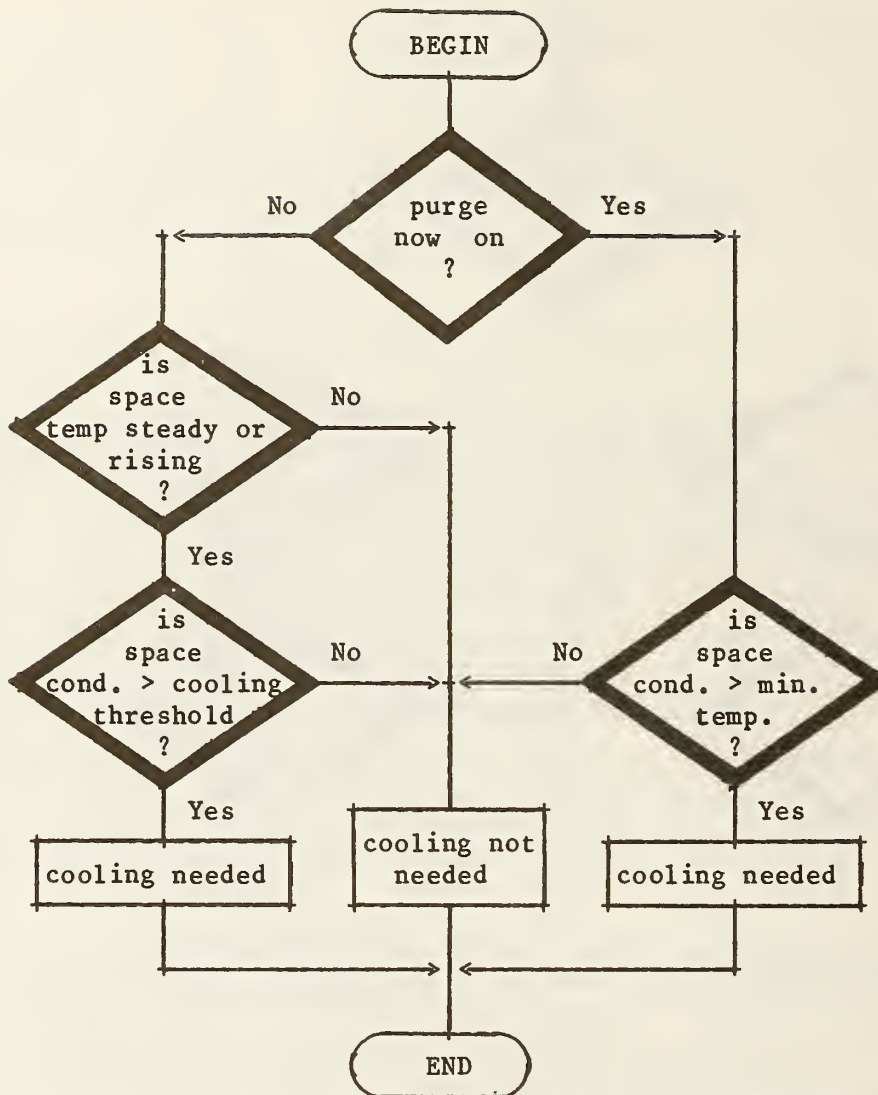 BEGIN
purge
now on
?
No
Yes
is
space
temp steady or
rising
?
No
Yes
is
space
cond. > cooling
threshold
?
No
No
is
space
cond. > min.
temp.
?
Yes
Yes
cooling needed
cooling not
needed
cooling needed
END